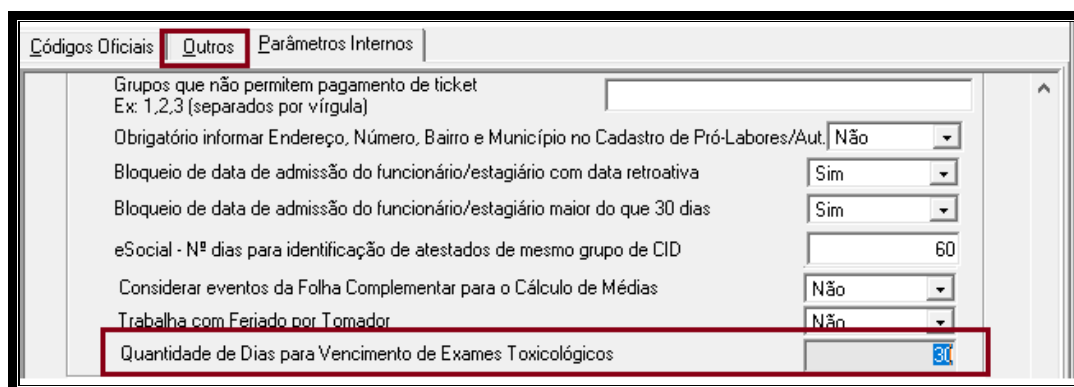 Códigos Oficiais Outros Parâmetros Internos
Grupos que não permitem pagamento de ticket
Ex: 1,2,3 (separados por vírgula)
Obrigatório informar Endereço, Número, Bairro e Município no Cadastro de Pró-Labores/Aut. Não
Bloqueio de data de admissão do funcionário/estagiário com data retroativa Sim
Bloqueio de data de admissão do funcionário/estagiário maior do que 30 dias Sim
eSocial - Nº dias para identificação de atestados de mesmo grupo de CID 60
Considerar eventos da Folha Complementar para o Cálculo de Médias Não
Trabalha com Feriado por Tomador Não
Quantidade de Dias para Vencimento de Exames Toxicológicos 30